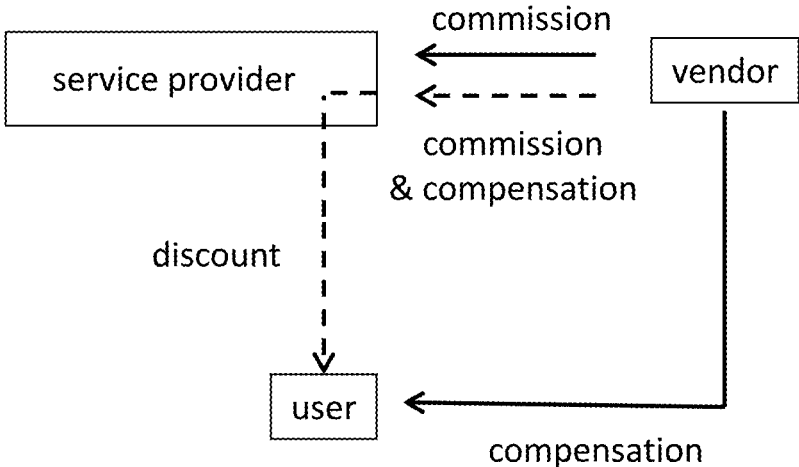 commission
service provider
vendor
commission
& compensation
discount
user
compensation